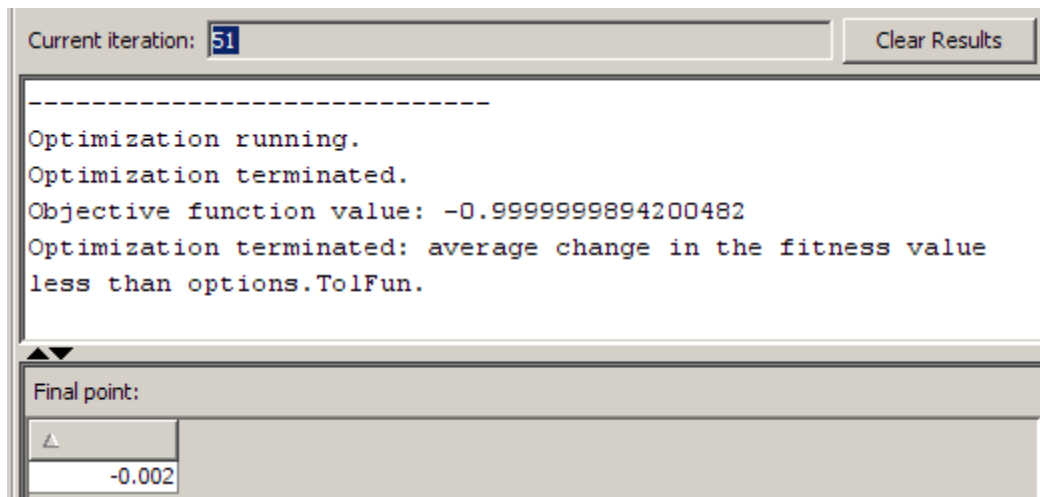 Current iteration: 51 Clear Results
------------------------------
Optimization running.
Optimization terminated.
Objective function value: -0.9999999894200482
Optimization terminated: average change in the fitness value
less than options.TolFun.
Final point:
-0.002